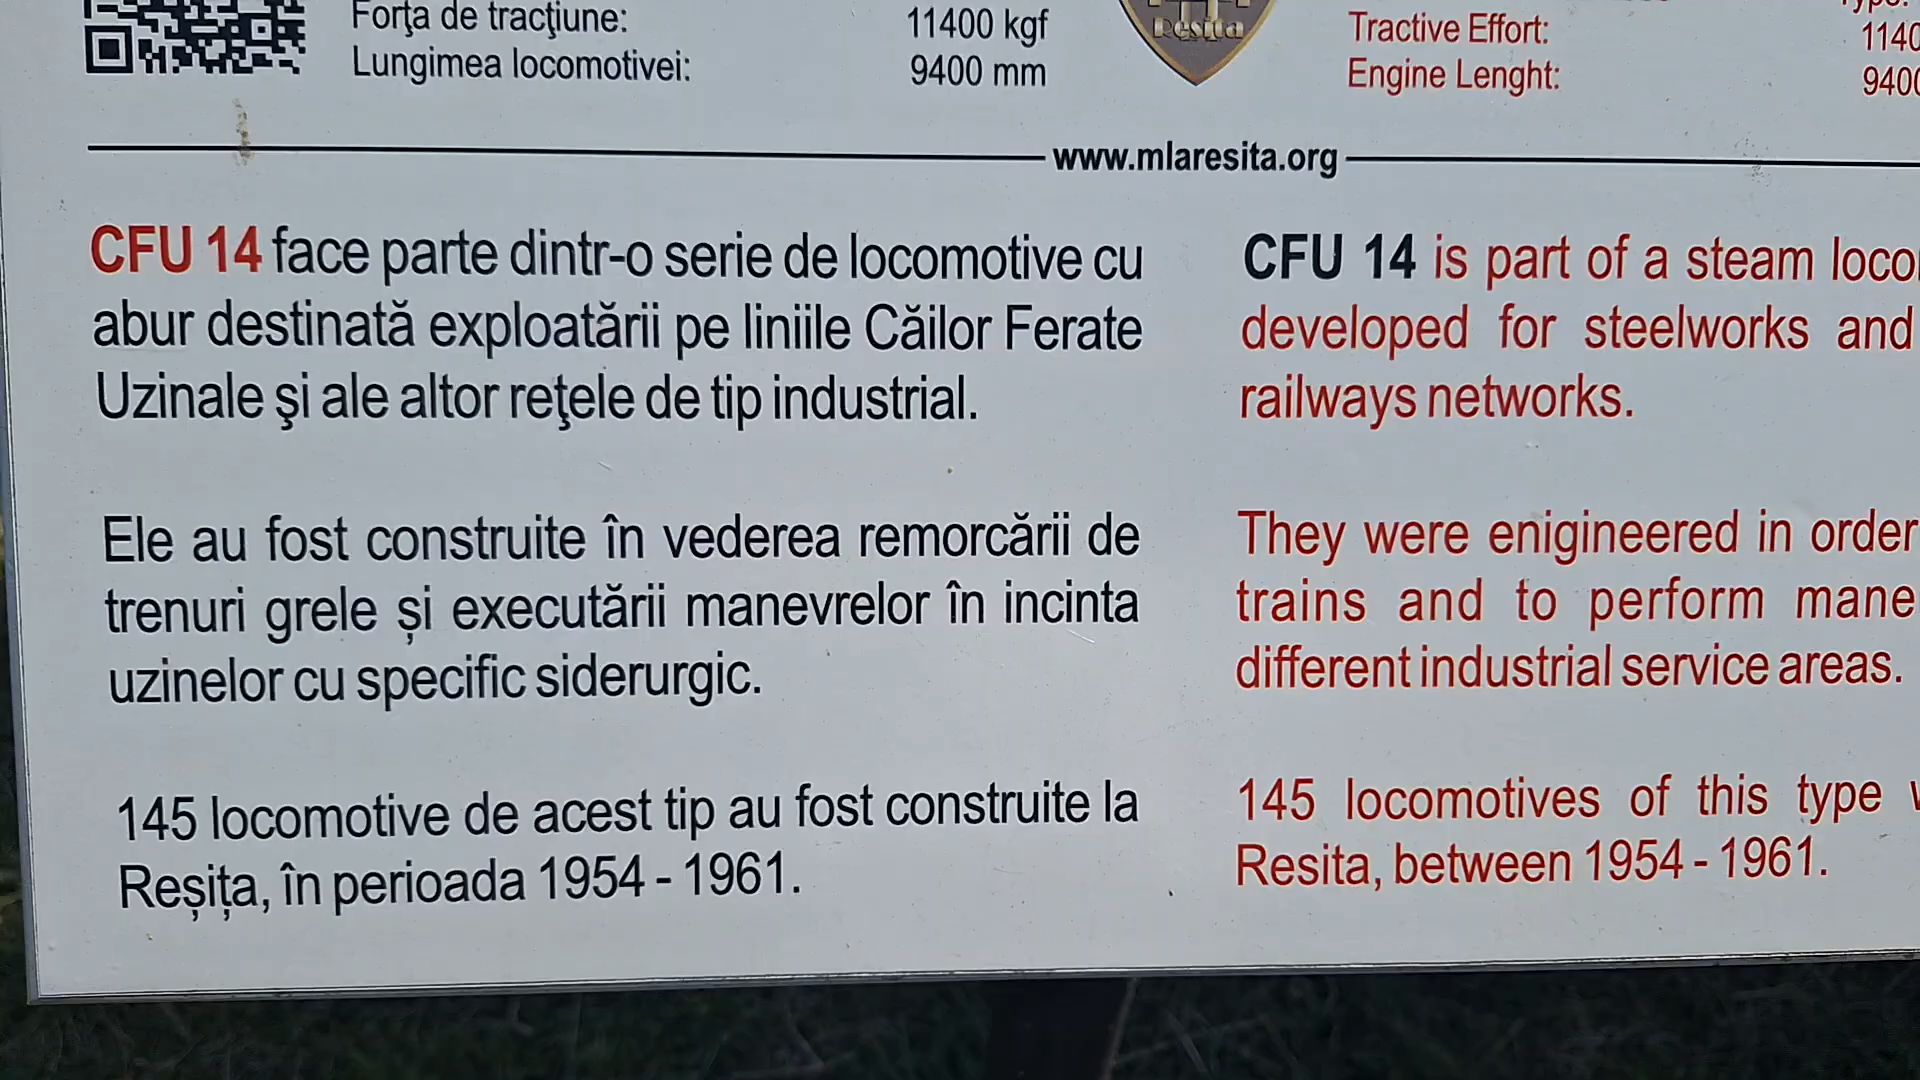 Forţa de tracţiune: 11400 kgf
Lungimea locomotivei: 9400 mm
Resita
Tractive Effort:
Engine Lenght:
www.mlaresita.org
CFU 14 face parte dintr-o serie de locomotive cu
abur destinată exploatării pe liniile Căilor Ferate
Uzinale şi ale altor reţele de tip industrial.
Ele au fost construite în vederea remorcării de
trenuri grele și executării manevrelor în incinta
uzinelor cu specific siderurgic.
145 locomotive de acest tip au fost construite la
Reșița, în perioada 1954 - 1961.
CFU 14 is part of a steam loco
developed for steelworks and
railways networks.
They were enigineered in order
trains and to perform mane
different industrial service areas.
145 locomotives of this type
Resita, between 1954 - 1961.